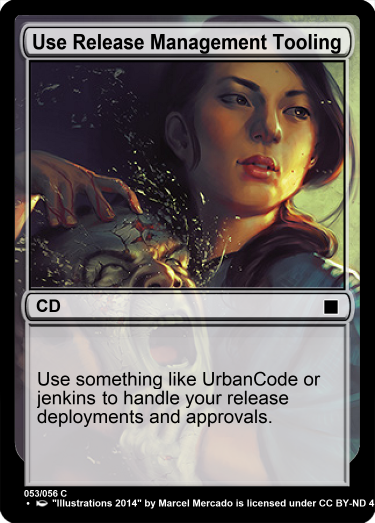 Use Release Management Tooling
CD
Use something like UrbanCode or
jenkins to handle your release
deployments and approvals.
053/056 C
• "Illustrations 2014" by Marcel Mercado is licensed under CC BY-ND 4